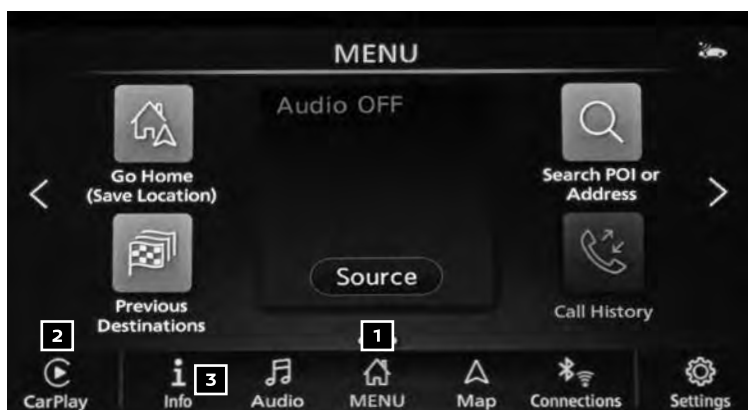 MENU
Audio OFF
Go Home
(Save Location)
Search POI or
Address
Source
Previous
Destinations
Call History
2
1
3
CarPlay
Info
Audio
MENU
Map
Connections
Settings